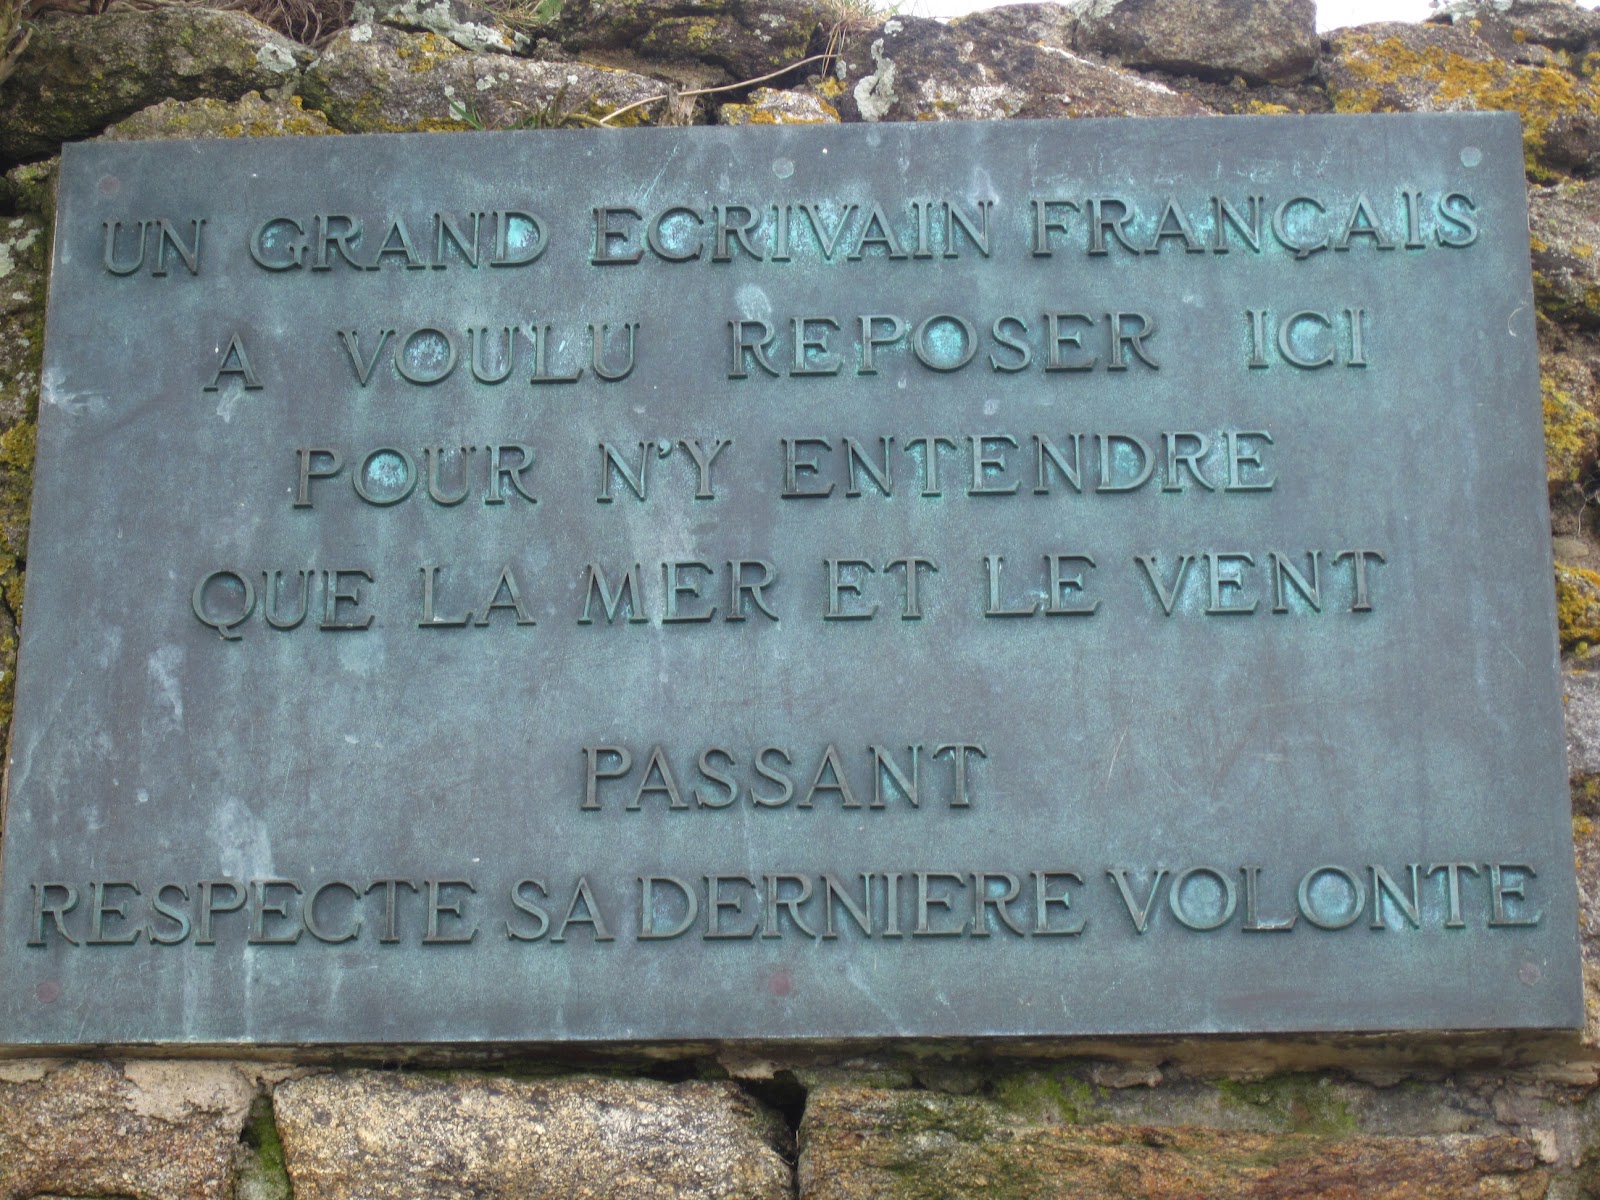 UN GRAND ECRIVAIN FRANÇAIS
A VOULU REPOSER ICI
POUR N'Y ENTENDRE
QUE LA MER ET LE VENT
PASSANT
RESPECTE SA DERNIERE VOLONTE